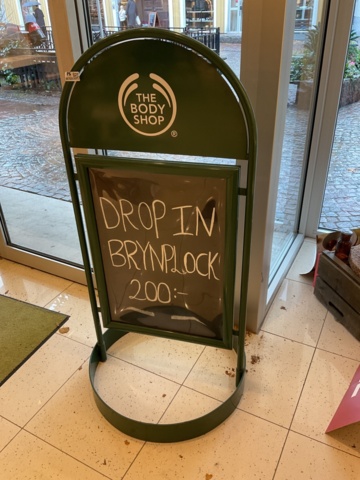 THE
BODY
SHOP
®
DROP IN
BRYNPLOCK
200:-